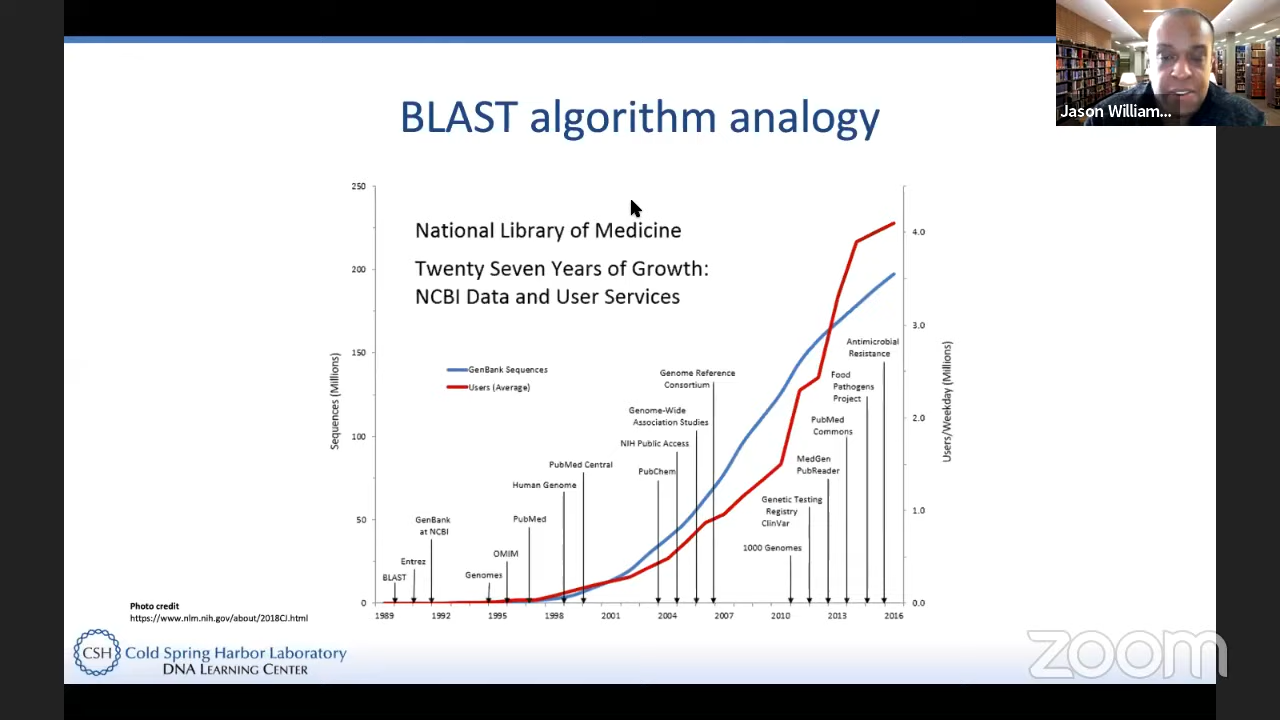 BLAST algorithm analogy
Jason William...
National Library of Medicine
Twenty Seven Years of Growth:
NCBI Data and User Services
GenBank Sequences
Users (Average)
Sequences (Millions)
250
200
150
100
50
0
Users/Weekday (Millions)
4.0
3.0
2.0
1.0
0.0
BLAST
Entrez
GenBank
at NCBI
Genomes
OMIM
PubMed
Human Genome
PubMed Central
PubChem
NIH Public Access
Genome-Wide
Association Studies
Genome Reference
Consortium
1000 Genomes
Genetic Testing
Registry
ClinVar
MedGen
PubReader
PubMed
Commons
Food
Pathogens
Project
Antimicrobial
Resistance
1989 1992 1995 1998 2001 2004 2007 2010 2013 2016
Photo credit
https://www.nlm.nih.gov/about/2018CJ.html
CSH Cold Spring Harbor Laboratory
DNA LEARNING CENTER
zoom